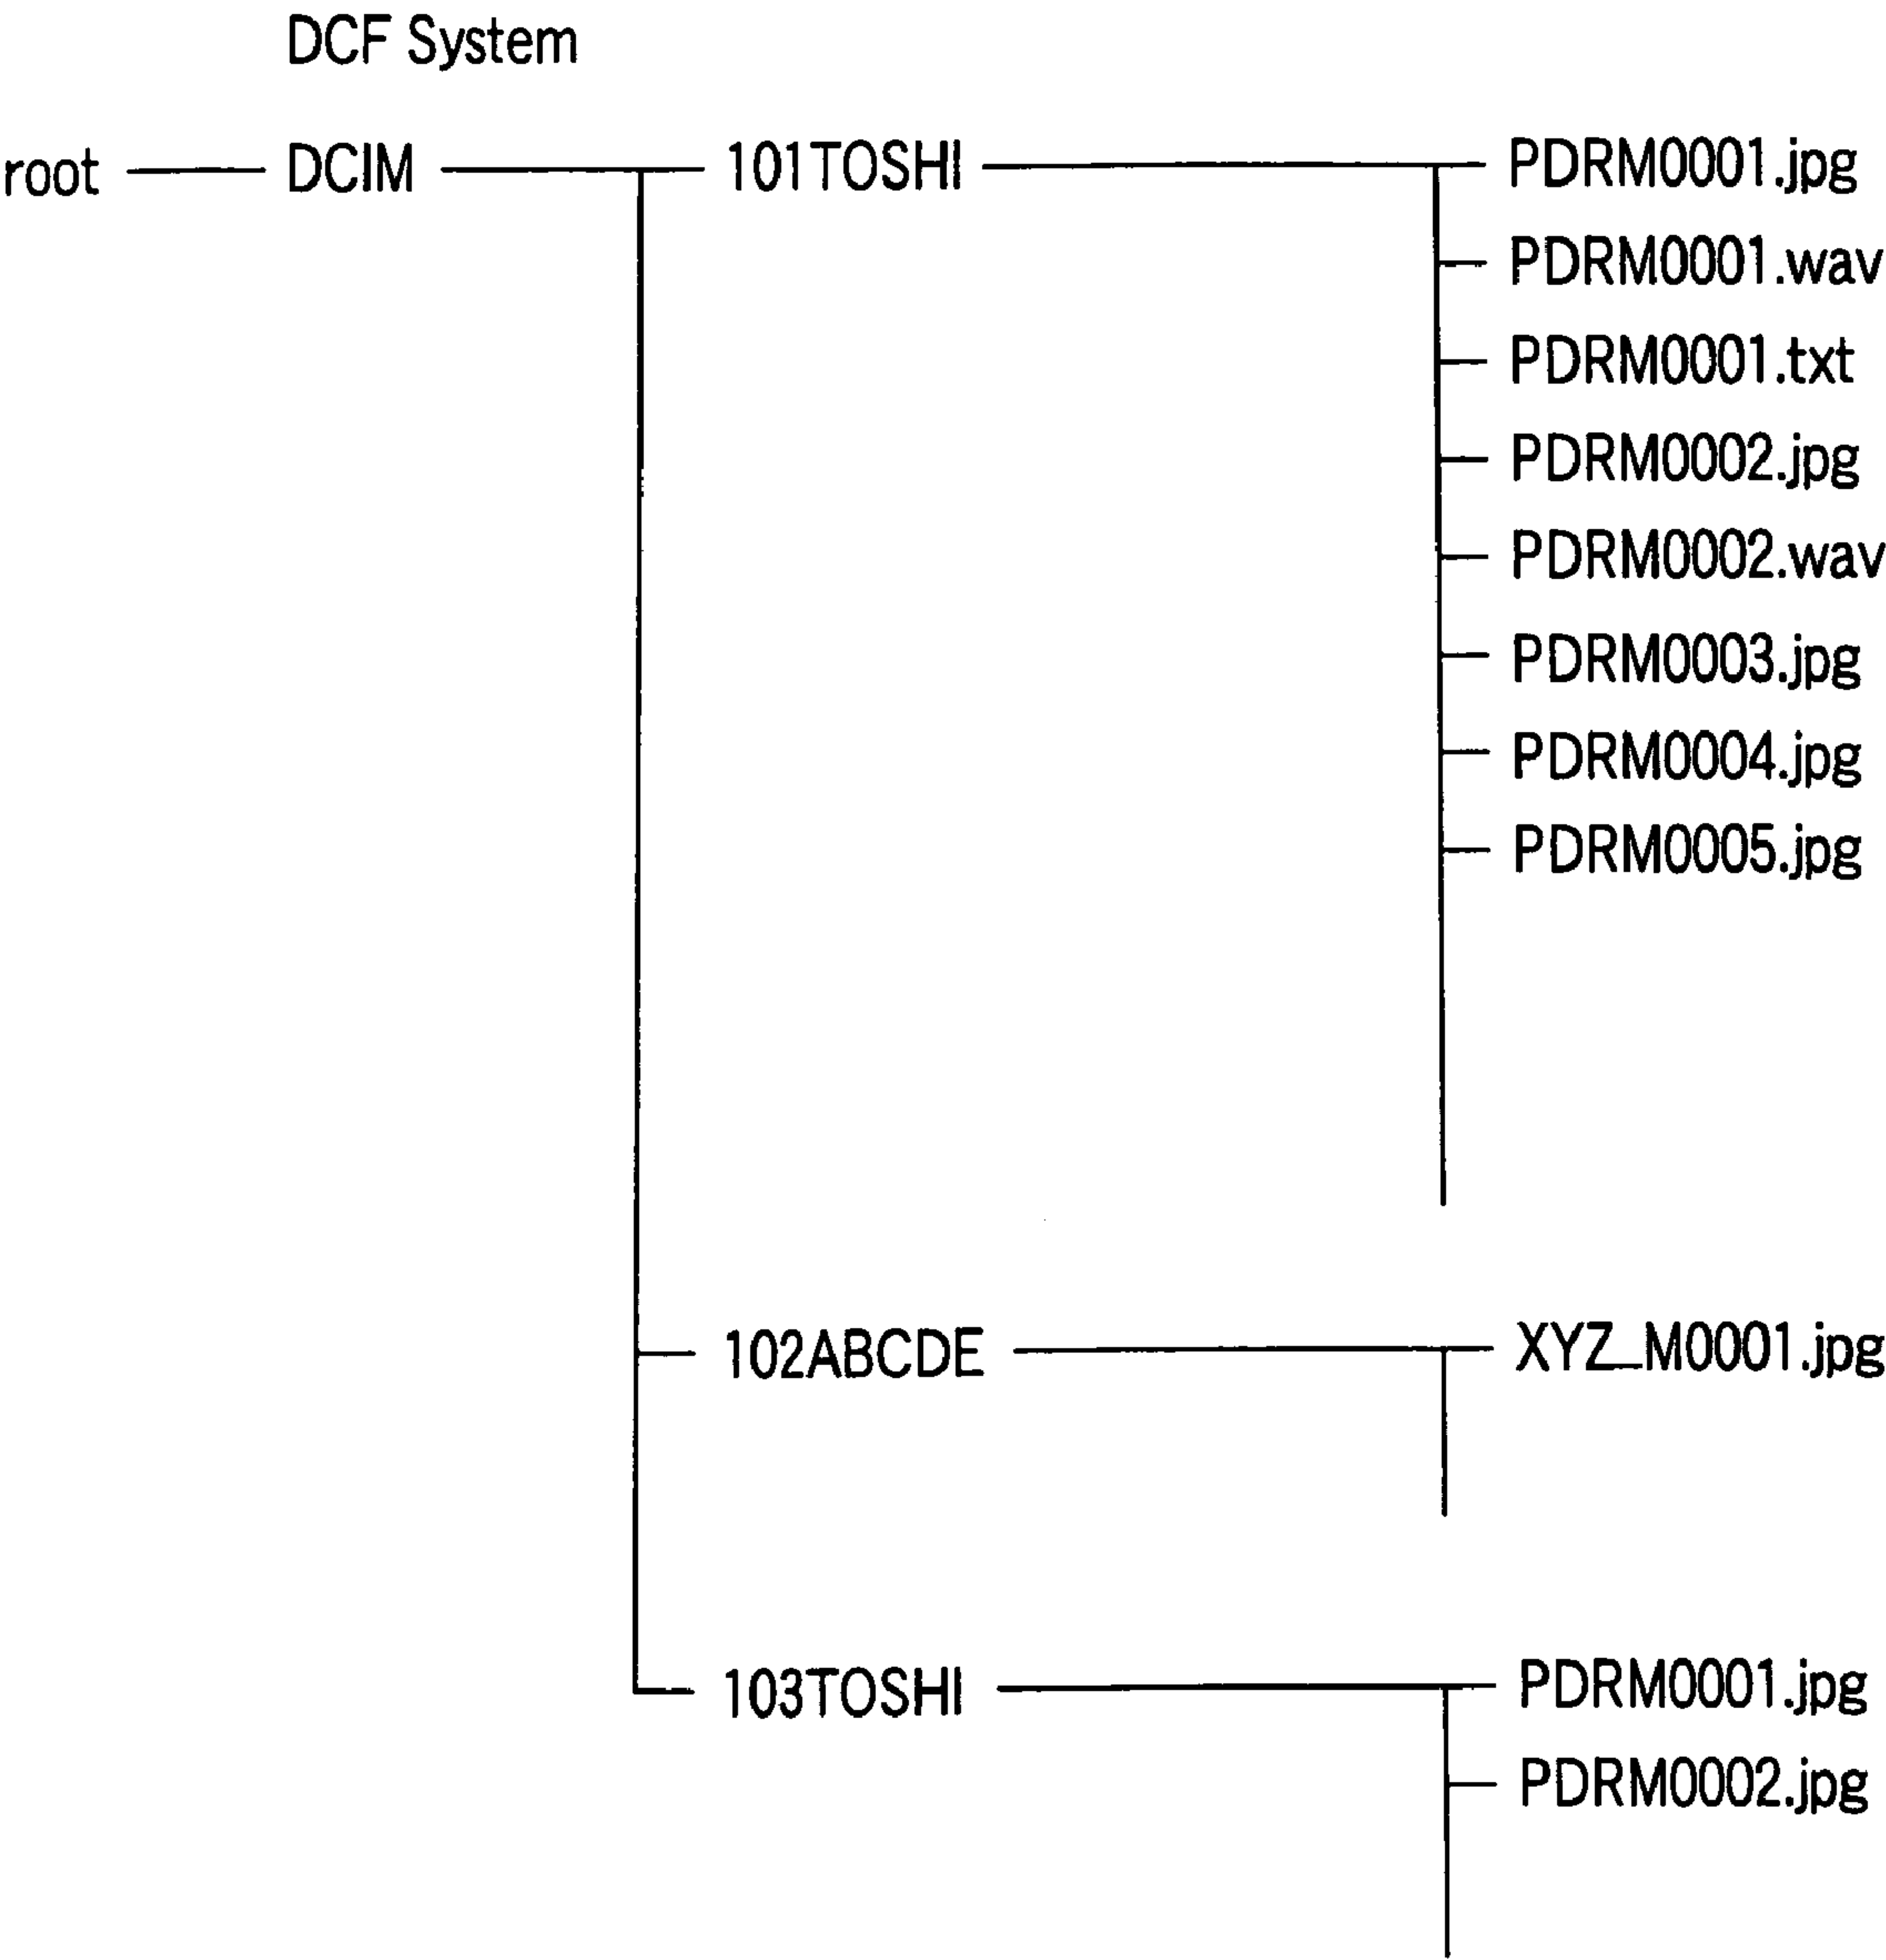 DCF System
root DCIM 101TOSHI PDRM0001.jpg
PDRM0001.wav
PDRM0001.txt
PDRM0002.jpg
PDRM0002.wav
PDRM0003.jpg
PDRM0004.jpg
PDRM0005.jpg
102ABCDE XYZ_M0001.jpg
103TOSHI PDRM0001.jpg
PDRM0002.jpg